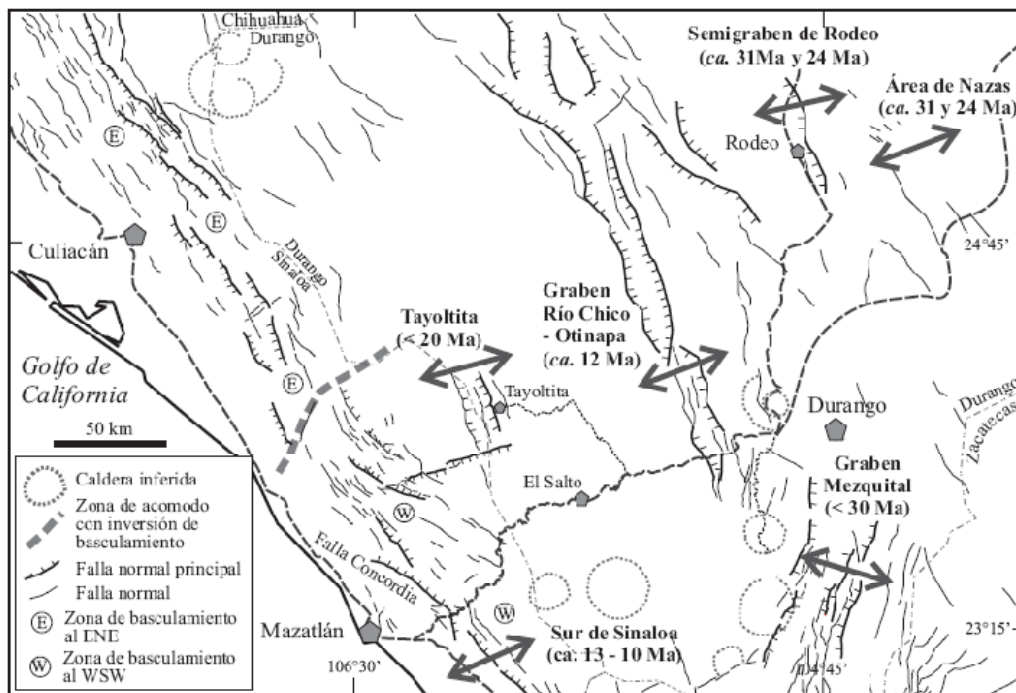 Chihuahua
Durango
Semigraben de Rodeo
(ca. 31Ma y 24 Ma)
Área de Nazas
(ca. 31 y 24 Ma)
Rodeo
E
E
Culiacán
24°45'
Durango
Sinaloa
Graben
Río Chico
- Otinapa
(ca. 12 Ma)
Tayoltita
(< 20 Ma)
Golfo de
California
E
Tayoltita
50 km
Durango
Durango
Zacatecas
Graben
Mezquital
(< 30 Ma)
El Salto
W
Caldera inferida
Zona de acomodo
con inversión de
basculamiento
Falla normal principal
Falla normal
E Zona de basculamiento
al ENE
W Zona de basculamiento
al WSW
Falla Concordia
W
Mazatlán
Sur de Sinaloa
(ca. 13 - 10 Ma)
23°15'
106°30'
04°45'